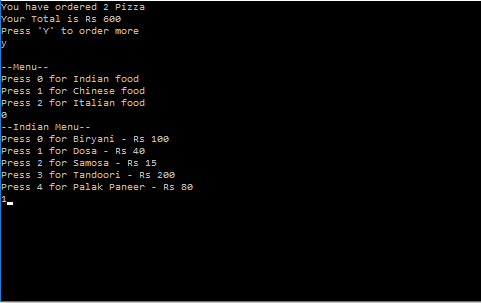 You have ordered 2 Pizza
Your Total is Rs 600
Press 'Y' to order more
y
--Menu--
Press 0 for Indian food
Press 1 for Chinese food
Press 2 for Italian food
0
--Indian Menu--
Press 0 for Biryani - Rs 100
Press 1 for Dosa - Rs 40
Press 2 for Samosa - Rs 15
Press 3 for Tandoori - Rs 200
Press 4 for Palak Paneer - Rs 80
1